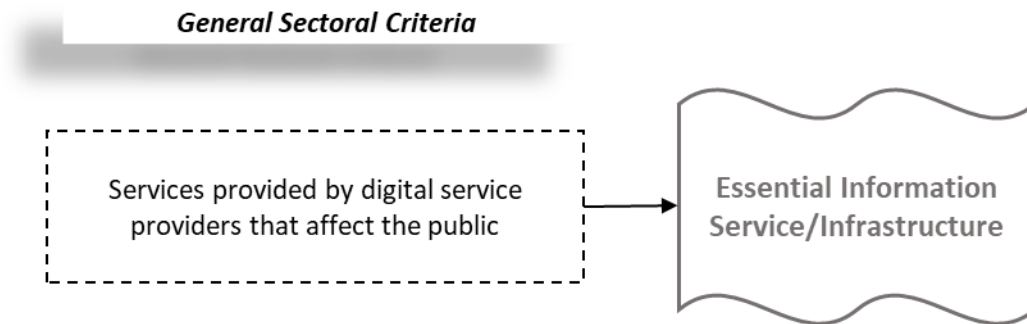 General Sectoral Criteria
Services provided by digital service
providers that affect the public
Essential Information
Service/Infrastructure